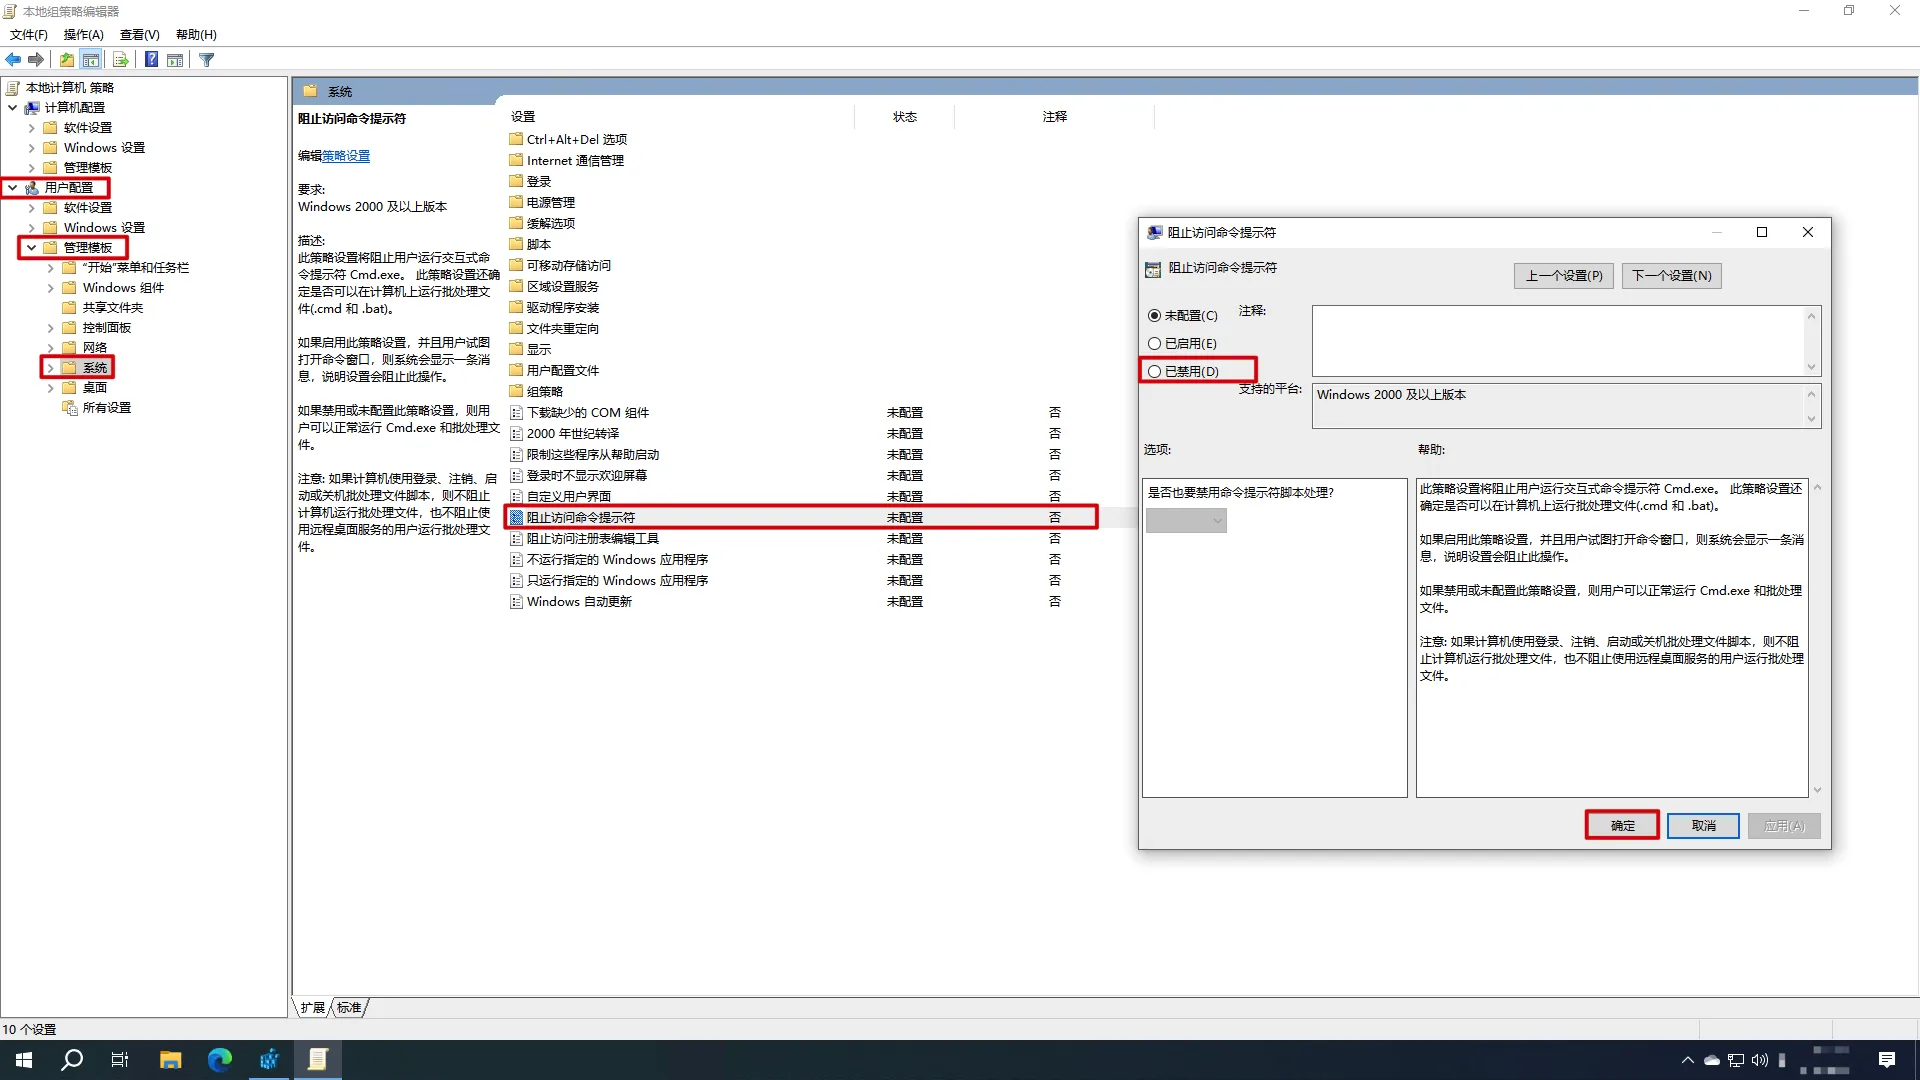 本地组策略编辑器
文件(F) 操作(A) 查看(V) 帮助(H)
本地计算机 策略
计算机配置
软件设置
Windows 设置
管理模板
用户配置
软件设置
Windows 设置
管理模板
"开始"菜单和任务栏
Windows 组件
共享文件夹
控制面板
网络
系统
桌面
所有设置
系统
阻止访问命令提示符
编辑策略设置
要求:
Windows 2000 及以上版本
描述:
此策略设置将阻止用户运行交互式命
令提示符 Cmd.exe。 此策略设置还确
定是否可以在计算机上运行批处理文
件(.cmd 和 .bat)。
如果启用此策略设置，并且用户试图
打开命令窗口，则系统会显示一条消
息，说明设置会阻止此操作。
如果禁用或未配置此策略设置，则用
户可以正常运行 Cmd.exe 和批处理文
件。
注意: 如果计算机使用登录、注销、启
动或关机批处理文件脚本，则不阻止
计算机运行批处理文件，也不阻止使
用远程桌面服务的用户运行批处理文
件。
设置 状态 注释
Ctrl+Alt+Del 选项
Internet 通信管理
登录
电源管理
缓解选项
脚本
可移动存储访问
区域设置服务
驱动程序安装
文件夹重定向
显示
用户配置文件
组策略
下载缺少的 COM 组件 未配置 否
2000 年世纪转译 未配置 否
限制这些程序从帮助启动 未配置 否
登录时不显示欢迎屏幕 未配置 否
自定义用户界面 未配置 否
阻止访问命令提示符 未配置 否
阻止访问注册表编辑工具 未配置 否
不运行指定的 Windows 应用程序 未配置 否
只运行指定的 Windows 应用程序 未配置 否
Windows 自动更新 未配置 否
扩展 标准
10 个设置
阻止访问命令提示符
阻止访问命令提示符
上一个设置(P) 下一个设置(N)
未配置(C) 注释:
已启用(E)
已禁用(D)
支持的平台: Windows 2000 及以上版本
选项: 帮助:
是否也要禁用命令提示符脚本处理?
此策略设置将阻止用户运行交互式命令提示符 Cmd.exe。 此策略设置还
确定是否可以在计算机上运行批处理文件(.cmd 和 .bat)。
如果启用此策略设置，并且用户试图打开命令窗口，则系统会显示一条消
息，说明设置会阻止此操作。
如果禁用或未配置此策略设置，则用户可以正常运行 Cmd.exe 和批处理
文件。
注意: 如果计算机使用登录、注销、启动或关机批处理文件脚本，则不阻
止计算机运行批处理文件，也不阻止使用远程桌面服务的用户运行批处理
文件。
确定 取消 应用(A)